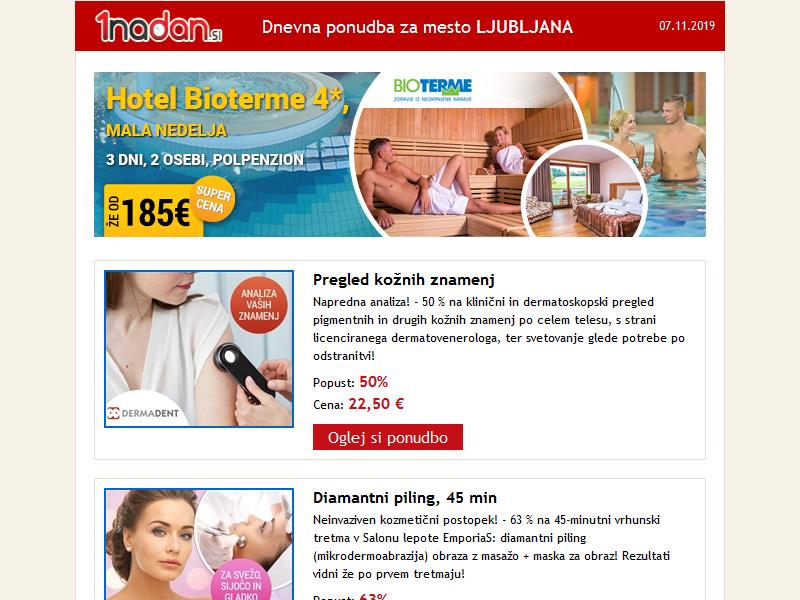 1nadan.si
Dnevna ponudba za mesto LJUBLJANA
07.11.2019
Hotel Bioterme 4*,
MALA NEDELJA
3 DNI, 2 OSEBI, POLPENZION
ŽE OD
185€
SUPER
CENA
BIOTERME
ZDRAVJE IZ NEOKRNJENE NARAVE
ANALIZA
VAŠIH
ZNAMENJ
DERMADENT
Pregled kožnih znamenj
Napredna analiza! - 50 % na klinični in dermatoskopski pregled
pigmentnih in drugih kožnih znamenj po celem telesu, s strani
licenciranega dermatovenerologa, ter svetovanje glede potrebe po
odstranitvi!
Popust: 50%
Cena: 22,50 €
Oglej si ponudbo
ZA SVEŽO,
SIJOČO IN
GLADKO
Diamantni piling, 45 min
Neinvaziven kozmetični postopek! - 63 % na 45-minutni vrhunski
tretma v Salonu lepote EmporiaS: diamantni piling
(mikrodermoabrazija) obraza z masažo + maska za obraz! Rezultati
vidni že po prvem tretmaju!
Popust: 63%